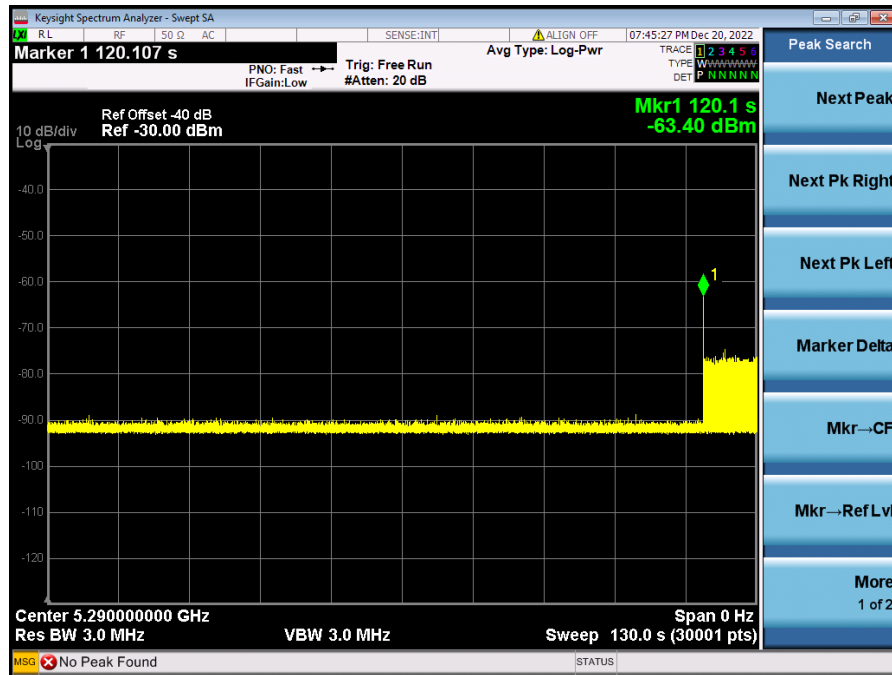 Keysight Spectrum Analyzer - Swept SA
LXI RL RF 50 Ω AC SENSE:INT ALIGN OFF 07:45:27 PM Dec 20, 2022
Marker 1 120.107 s
PNO: Fast
IFGain:Low
Trig: Free Run
#Atten: 20 dB
Avg Type: Log-Pwr
TRACE 1 2 3 4 5 6
TYPE WWWWWWW
DET P N N N N N
Peak Search
Next Peak
Next Pk Right
Next Pk Left
Marker Delta
Mkr→CF
Mkr→Ref Lvl
More
1 of 2
Ref Offset -40 dB
10 dB/div Ref -30.00 dBm
Log
Mkr1 120.1 s
-63.40 dBm
1
-40.0
-50.0
-60.0
-70.0
-80.0
-90.0
-100
-110
-120
Center 5.290000000 GHz Span 0 Hz
Res BW 3.0 MHz VBW 3.0 MHz Sweep 130.0 s (30001 pts)
MSG No Peak Found STATUS